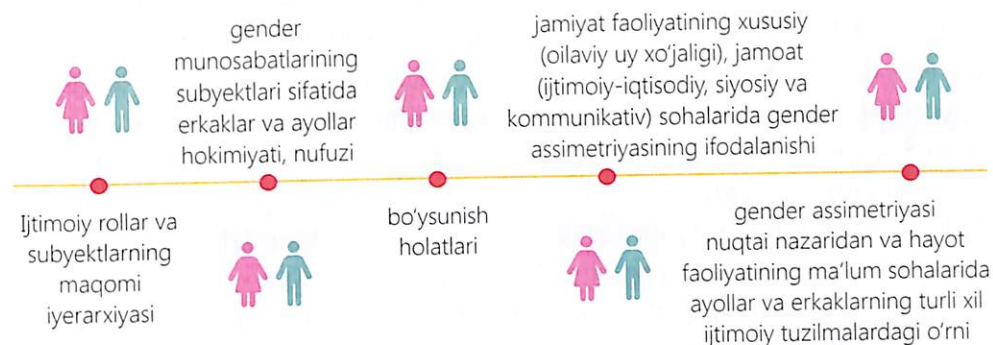 Ijtimoiy rollar va
subyektlarning
maqomi
iyerarxiyasi
gender
munosabatlarining
subyektlari sifatida
erkaklar va ayollar
hokimiyati, nufuzi
bo‘ysunish
holatlari
jamiyat faoliyatining xususiy
(oilaviy uy xo‘jaligi), jamoat
(ijtimoiy-iqtisodiy, siyosiy va
kommunikativ) sohalarida gender
assimetriyasining ifodalanishi
gender assimetriyasi
nuqtai nazaridan va hayot
faoliyatining ma’lum sohalarida
ayollar va erkaklarning turli xil
ijtimoiy tuzilmalardagi o‘rni